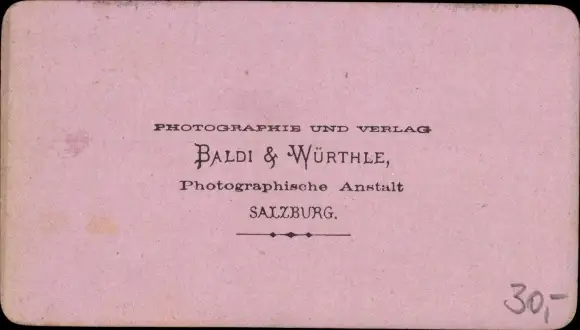 PHOTOGRAPHIE UND VERLAG
BALDI & WÜRTHLE,
Photographische Anstalt
SALZBURG.
30,-